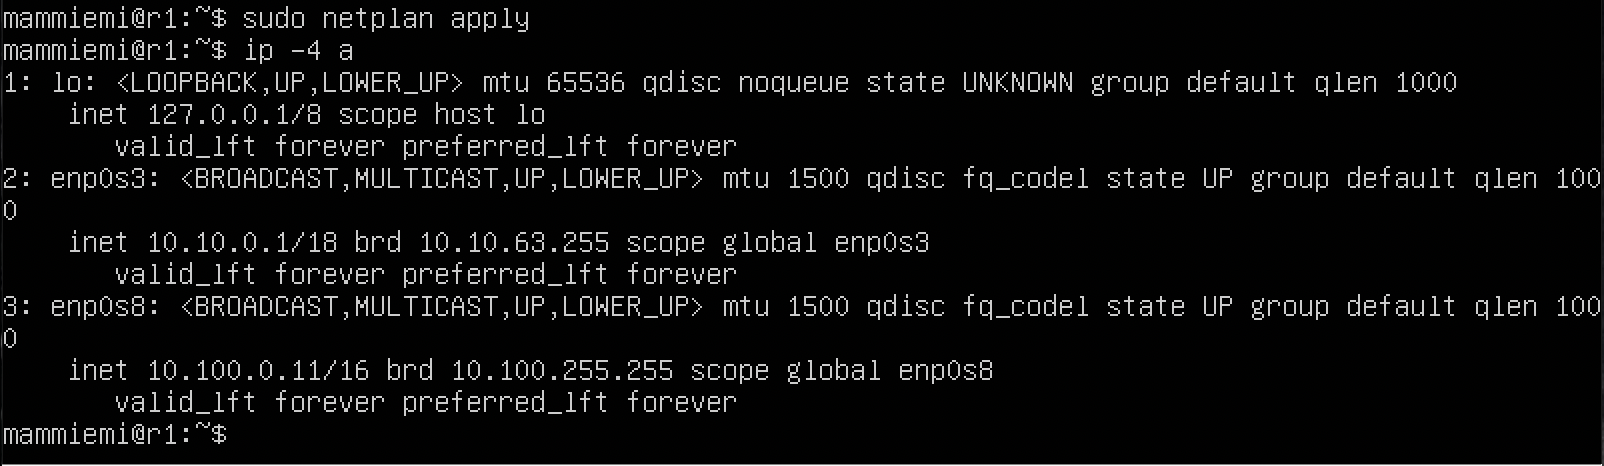 mammiemi@r1:~$ sudo netplan apply
mammiemi@r1:~$ ip -4 a
1: lo: <LOOPBACK,UP,LOWER_UP> mtu 65536 qdisc noqueue state UNKNOWN group default qlen 1000
    inet 127.0.0.1/8 scope host lo
       valid_lft forever preferred_lft forever
2: enp0s3: <BROADCAST,MULTICAST,UP,LOWER_UP> mtu 1500 qdisc fq_codel state UP group default qlen 100
0
    inet 10.10.0.1/18 brd 10.10.63.255 scope global enp0s3
       valid_lft forever preferred_lft forever
3: enp0s8: <BROADCAST,MULTICAST,UP,LOWER_UP> mtu 1500 qdisc fq_codel state UP group default qlen 100
0
    inet 10.100.0.11/16 brd 10.100.255.255 scope global enp0s8
       valid_lft forever preferred_lft forever
mammiemi@r1:~$